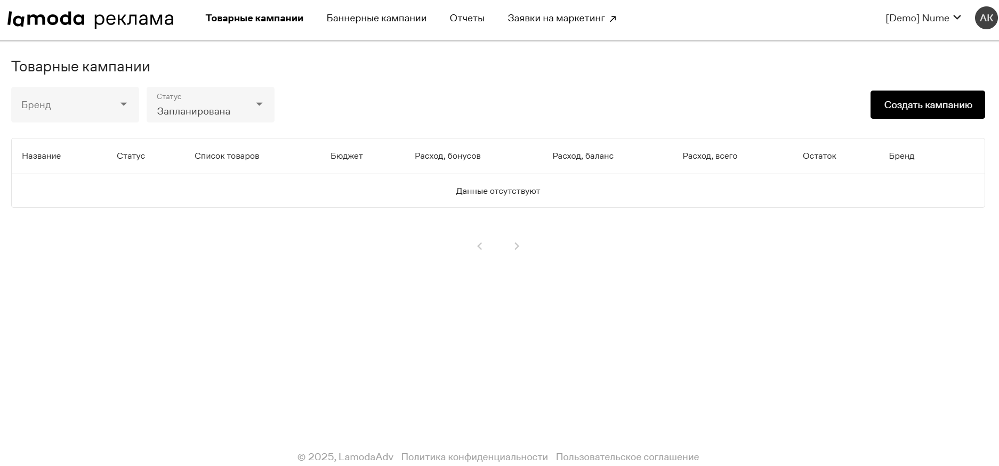 lamoda реклама Товарные кампании Баннерные кампании Отчеты Заявки на маркетинг [Demo] Nume AK
Товарные кампании
Бренд
Статус
Запланирована
Создать кампанию
Название Статус Список товаров Бюджет Расход, бонусов Расход, баланс Расход, всего Остаток Бренд
Данные отсутствуют
© 2025, LamodaAdv Политика конфиденциальности Пользовательское соглашение